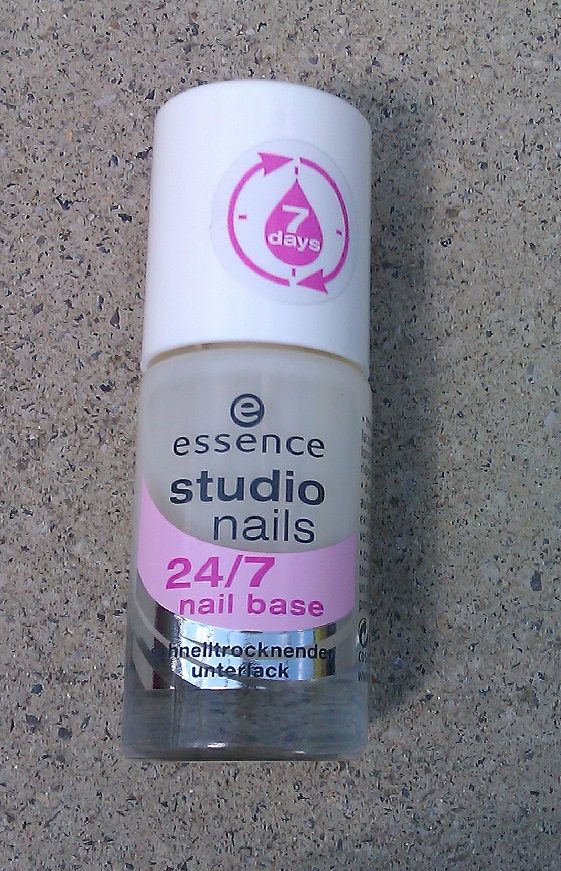 7
days
e
essence
studio
nails
24/7
nail base
schnelltrocknender
unterlack